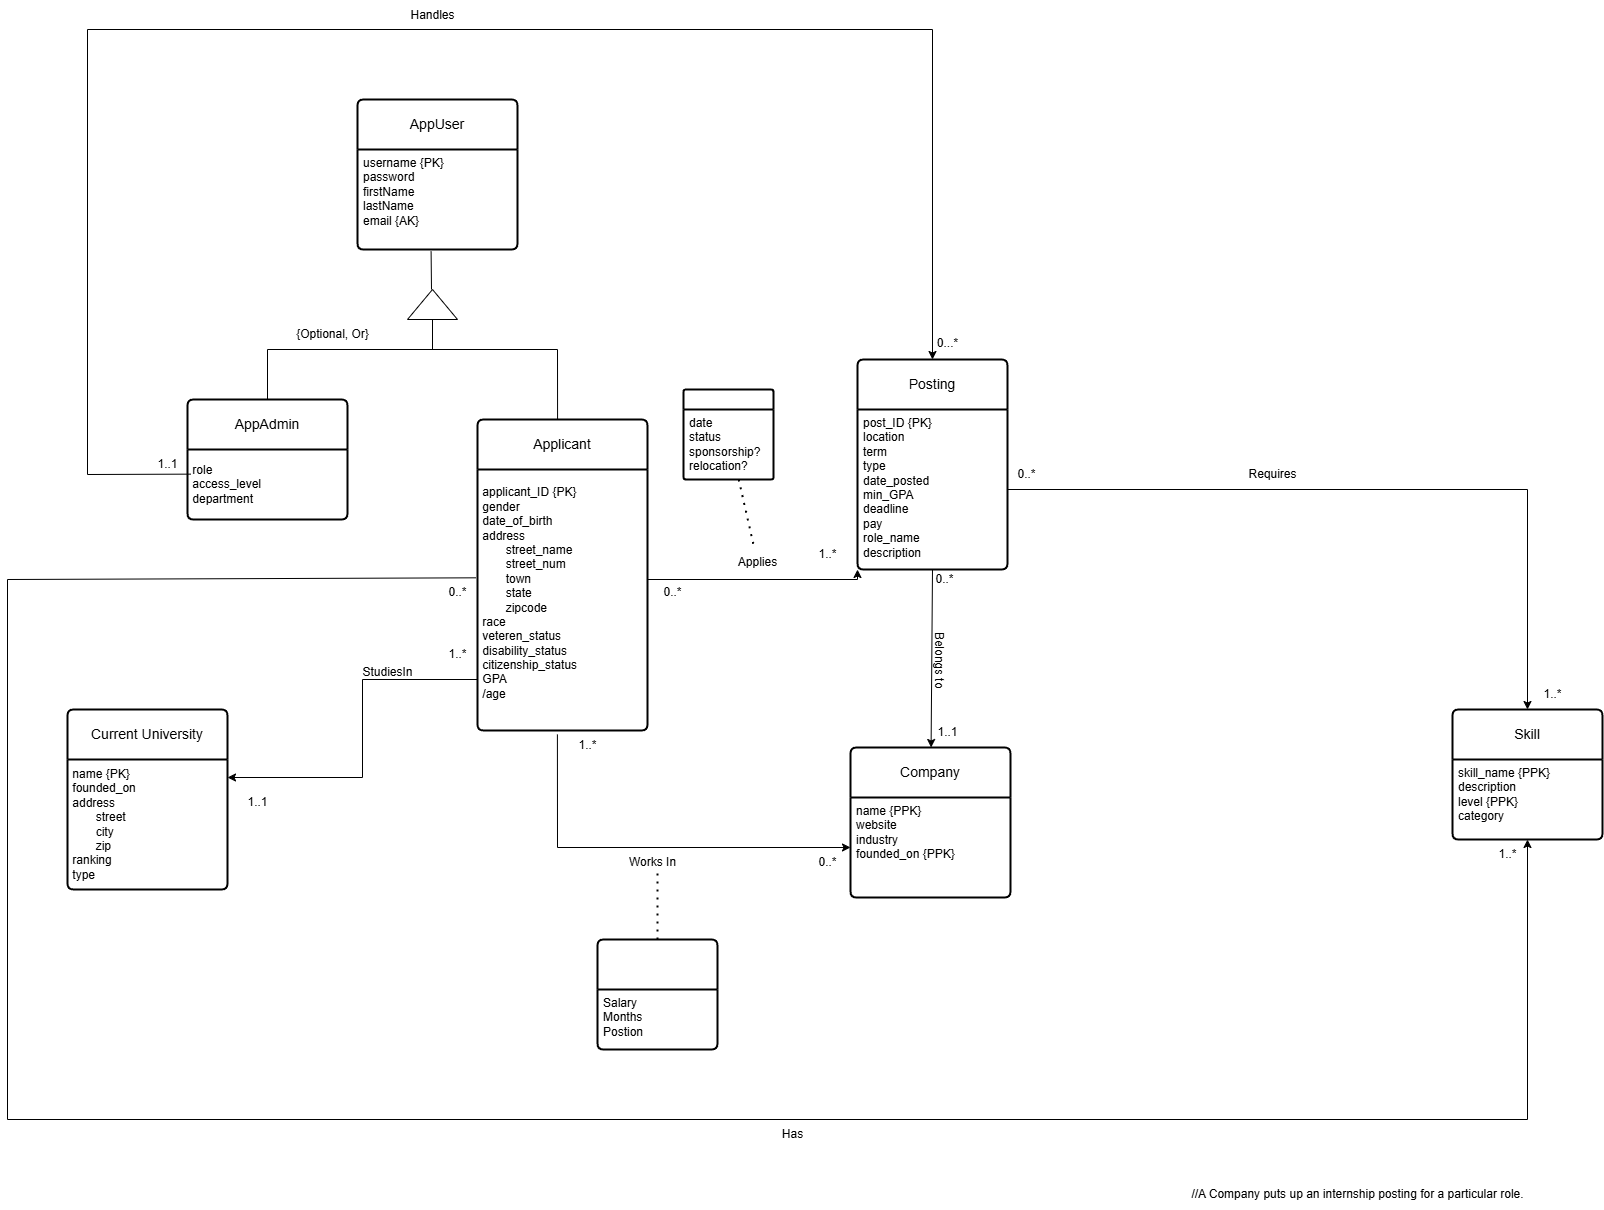 Handles
AppUser
username {PK}
password
firstName
lastName
email {AK}
{Optional, Or}
0...*
AppAdmin
1..1
role
access_level
department
Applicant
applicant_ID {PK}
gender
date_of_birth
address
street_name
street_num
town
state
zipcode
race
veteren_status
disability_status
citizenship_status
GPA
/age
date
status
sponsorship?
relocation?
Applies
1..*
0..*
Posting
post_ID {PK}
location
term
type
date_posted
min_GPA
deadline
pay
role_name
description
0..*
Requires
1..*
0..*
Belongs to
1..1
0..*
1..*
StudiesIn
1..1
Current University
name {PK}
founded_on
address
street
city
zip
ranking
type
1..*
Works In
0..*
Company
name {PPK}
website
industry
founded_on {PPK}
Skill
skill_name {PPK}
description
level {PPK}
category
1..*
Salary
Months
Postion
Has
//A Company puts up an internship posting for a particular role.